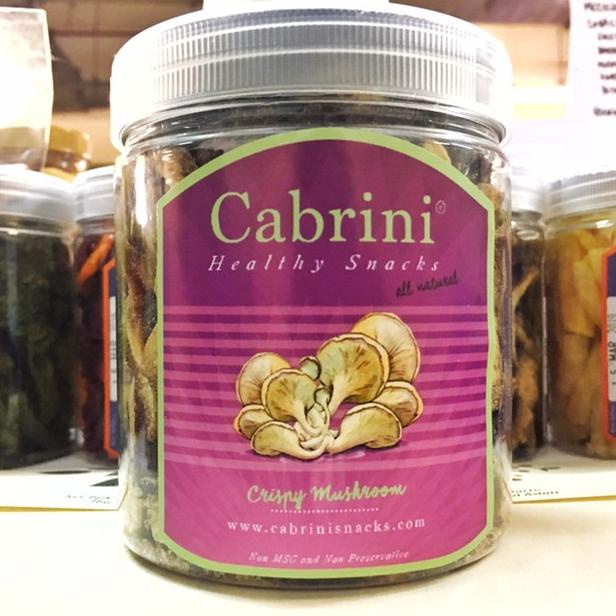 Cabrini®
Healthy Snacks
all natural
Crispy Mushroom
www.cabrinisnacks.com
Non MSG and Non Preservative